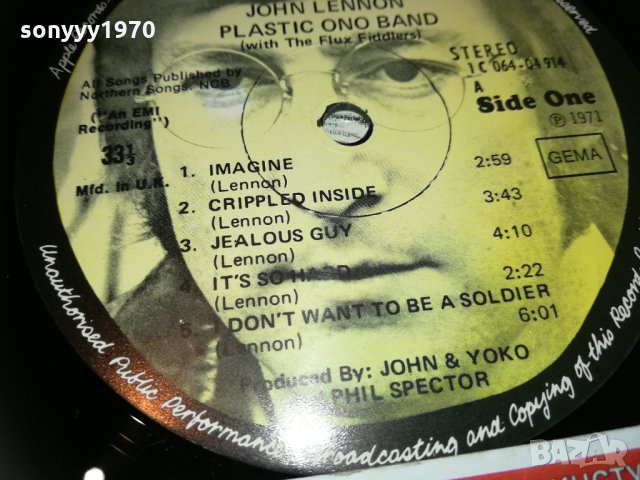 sonyyy1970
JOHN LENNON
PLASTIC ONO BAND
(with The Flux Fiddlers)
Apple
All Songs Published by
Northern Songs. NCB
("An EMI
Recording")
33⅓
Mfd. in U.K.
STEREO
1C 064-04 914
A
Side One
℗ 1971
GEMA
1. IMAGINE 2:59
(Lennon)
2. CRIPPLED INSIDE 3:43
(Lennon)
3. JEALOUS GUY 4:10
(Lennon)
4. IT'S SO HARD 2:22
(Lennon)
5. I DON'T WANT TO BE A SOLDIER
(Lennon) 6:01
Produced By: JOHN & YOKO
PHIL SPECTOR
Unauthorised Public Performance Broadcasting and Copying of this Record
BAZAR